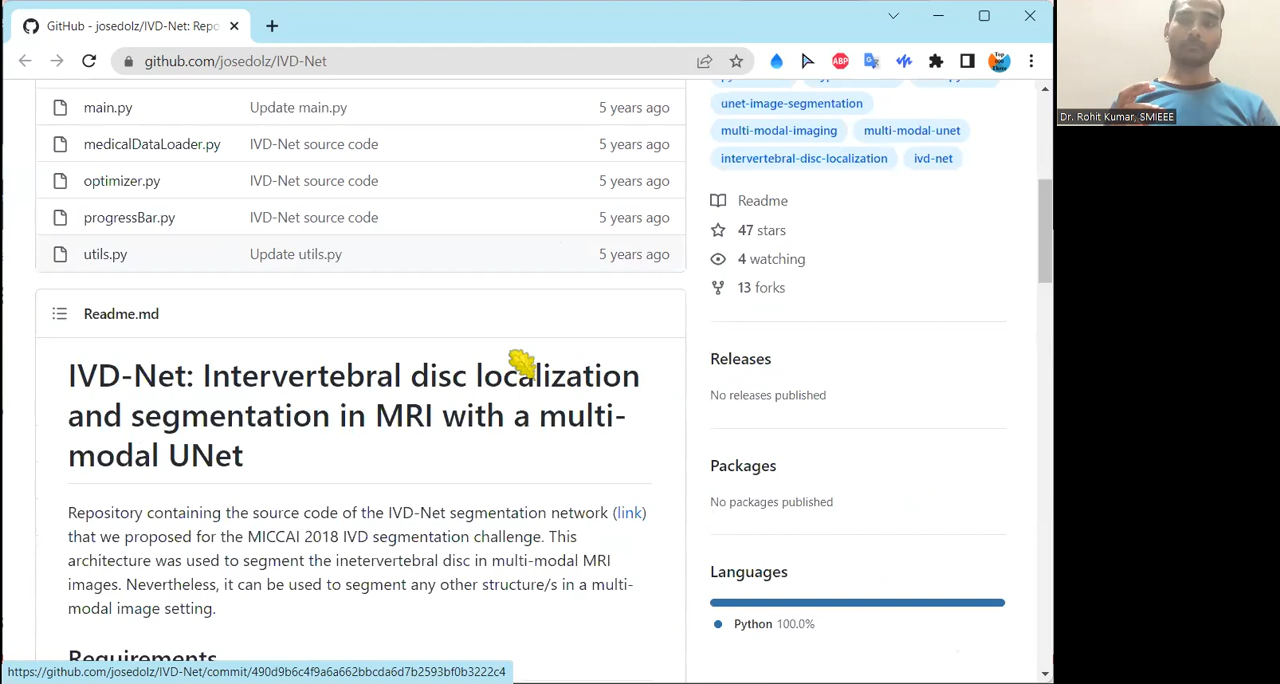 GitHub - josedolz/IVD-Net: Repo
github.com/josedolz/IVD-Net
ABP
Dr. Rohit Kumar, SMIEEE
main.py Update main.py 5 years ago
medicalDataLoader.py IVD-Net source code 5 years ago
optimizer.py IVD-Net source code 5 years ago
progressBar.py IVD-Net source code 5 years ago
utils.py Update utils.py 5 years ago
Readme.md
IVD-Net: Intervertebral disc localization
and segmentation in MRI with a multi-
modal UNet
Repository containing the source code of the IVD-Net segmentation network (link)
that we proposed for the MICCAI 2018 IVD segmentation challenge. This
architecture was used to segment the inetervertebral disc in multi-modal MRI
images. Nevertheless, it can be used to segment any other structure/s in a multi-
modal image setting.
Requirements
unet-image-segmentation
multi-modal-imaging multi-modal-unet
intervertebral-disc-localization ivd-net
Readme
47 stars
4 watching
13 forks
Releases
No releases published
Packages
No packages published
Languages
Python 100.0%
https://github.com/josedolz/IVD-Net/commit/490d9b6c4f9a6a662bbcda6d7b2593bf0b3222c4